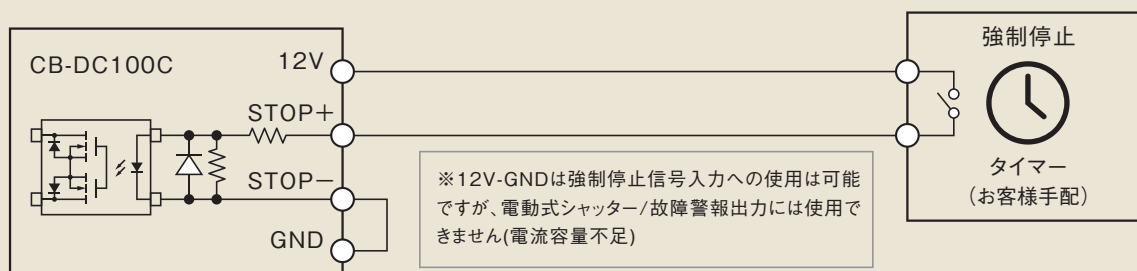 CB-DC100C
12V
STOP＋
STOP−
GND
※12V-GNDは強制停止信号入力への使用は可能
ですが、電動式シャッター/故障警報出力には使用で
きません(電流容量不足)
強制停止
タイマー
（お客様手配）